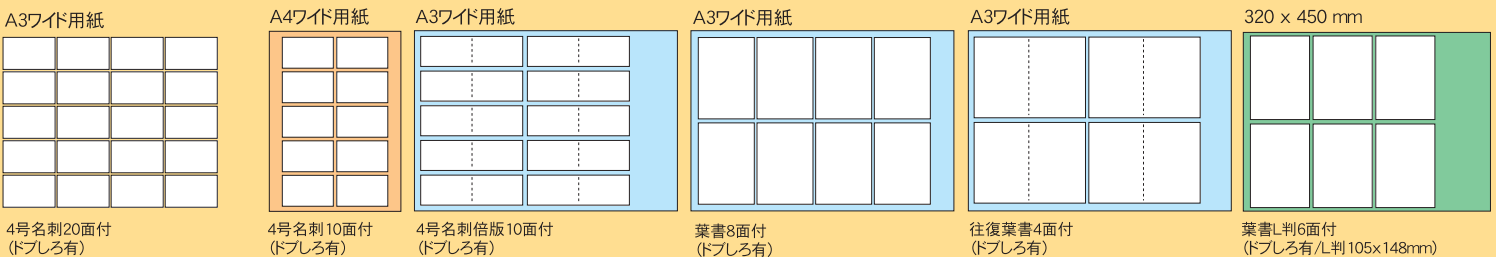 A3ワイド用紙
4号名刺20面付
(ドブしろ有)
A4ワイド用紙
4号名刺10面付
(ドブしろ有)
A3ワイド用紙
4号名刺倍版10面付
(ドブしろ有)
A3ワイド用紙
葉書8面付
(ドブしろ有)
A3ワイド用紙
往復葉書4面付
(ドブしろ有)
320 x 450 mm
葉書L判6面付
(ドブしろ有/L判105x148mm)